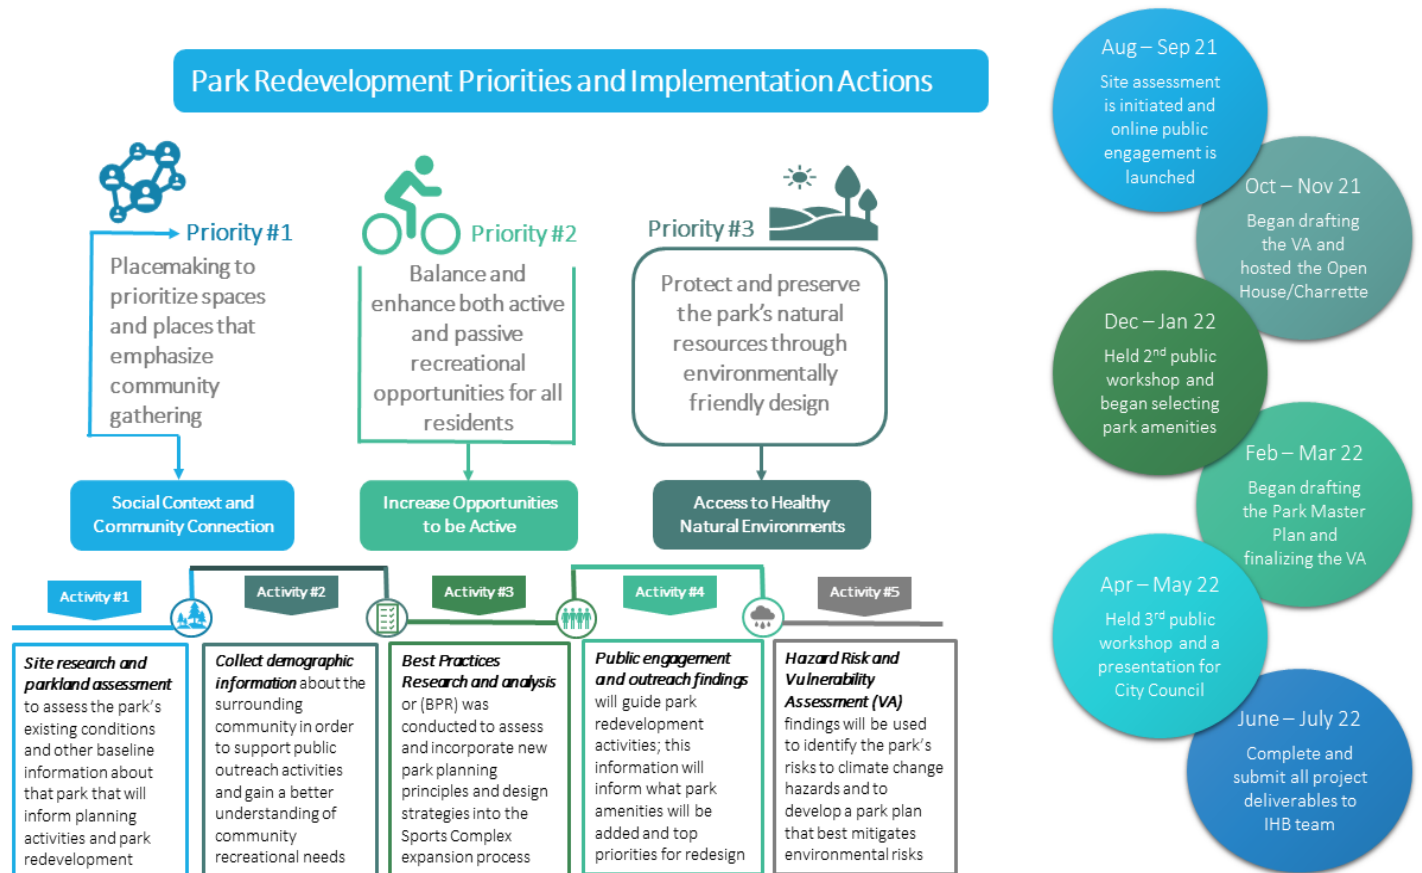 Park Redevelopment Priorities and Implementation Actions
Priority #1
Placemaking to
prioritize spaces
and places that
emphasize
community
gathering
Social Context and
Community Connection
Priority #2
Balance and
enhance both active
and passive
recreational
opportunities for all
residents
Increase Opportunities
to be Active
Priority #3
Protect and preserve
the park's natural
resources through
environmentally
friendly design
Access to Healthy
Natural Environments
Activity #1
Site research and
parkland assessment
to assess the park's
existing conditions
and other baseline
information about
that park that will
inform planning
activities and park
redevelopment
Activity #2
Collect demographic
information about the
surrounding
community in order
to support public
outreach activities
and gain a better
understanding of
community
recreational needs
Activity #3
Best Practices
Research and analysis
or (BPR) was
conducted to assess
and incorporate new
park planning
principles and design
strategies into the
Sports Complex
expansion process
Activity #4
Public engagement
and outreach findings
will guide park
redevelopment
activities; this
information will
inform what park
amenities will be
added and top
priorities for redesign
Activity #5
Hazard Risk and
Vulnerability
Assessment (VA)
findings will be used
to identify the park's
risks to climate change
hazards and to
develop a park plan
that best mitigates
environmental risks
Aug – Sep 21
Site assessment
is initiated and
online public
engagement is
launched
Oct – Nov 21
Began drafting
the VA and
hosted the Open
House/Charrette
Dec – Jan 22
Held 2nd public
workshop and
began selecting
park amenities
Feb – Mar 22
Began drafting
the Park Master
Plan and
finalizing the VA
Apr – May 22
Held 3rd public
workshop and a
presentation for
City Council
June – July 22
Complete and
submit all project
deliverables to
IHB team